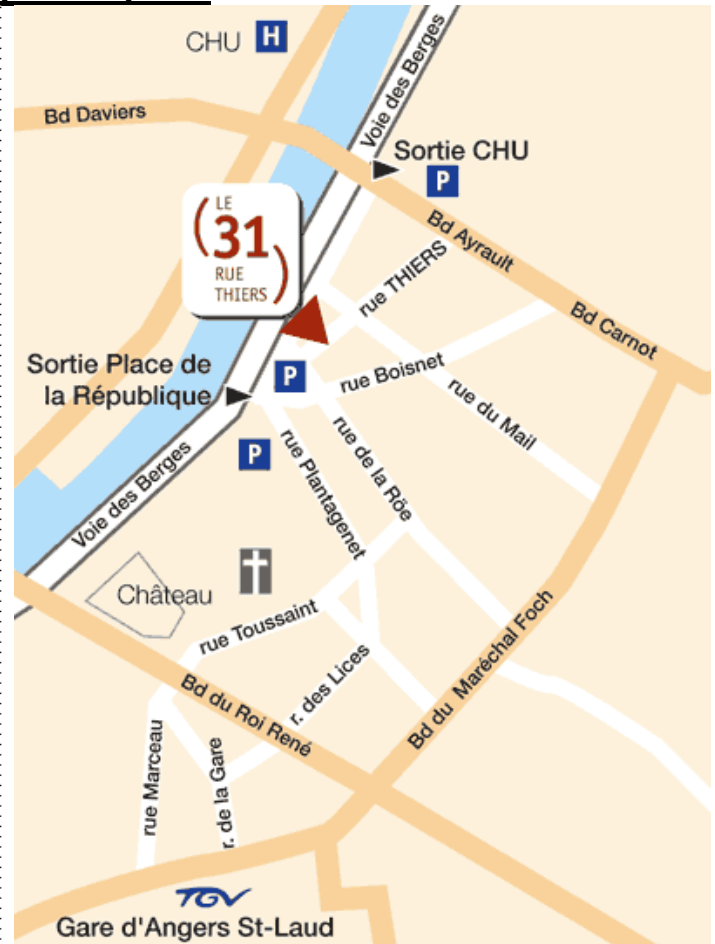 CHU H
Voie des Berges
Bd Daviers
Sortie CHU
P
LE
31
RUE
THIERS
Bd Ayrault
rue THIERS
Bd Carnot
Sortie Place de
la République
P
rue Boisnet
rue du Mail
P
rue Plantagenet
rue de la Röe
Voie des Berges
Château
rue Toussaint
r. des Lices
Bd du Maréchal Foch
Bd du Roi René
rue Marceau
r. de la Gare
TGV
Gare d'Angers St-Laud